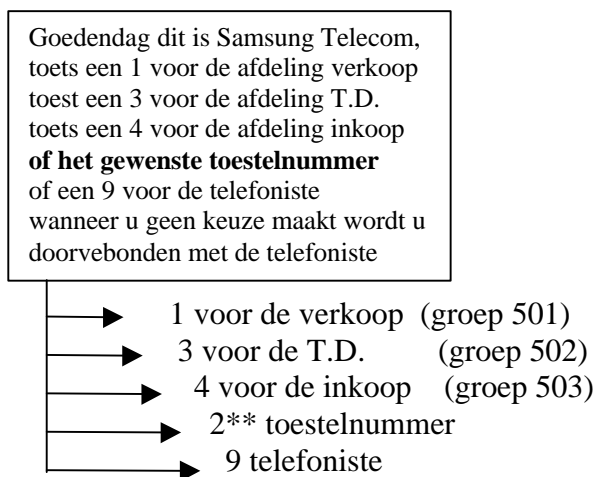 Goedendag dit is Samsung Telecom,
toets een 1 voor de afdeling verkoop
toest een 3 voor de afdeling T.D.
toets een 4 voor de afdeling inkoop
of het gewenste toestelnummer
of een 9 voor de telefoniste
wanneer u geen keuze maakt wordt u
doorvebonden met de telefoniste
1 voor de verkoop (groep 501)
3 voor de T.D. (groep 502)
4 voor de inkoop (groep 503)
2** toestelnummer
9 telefoniste